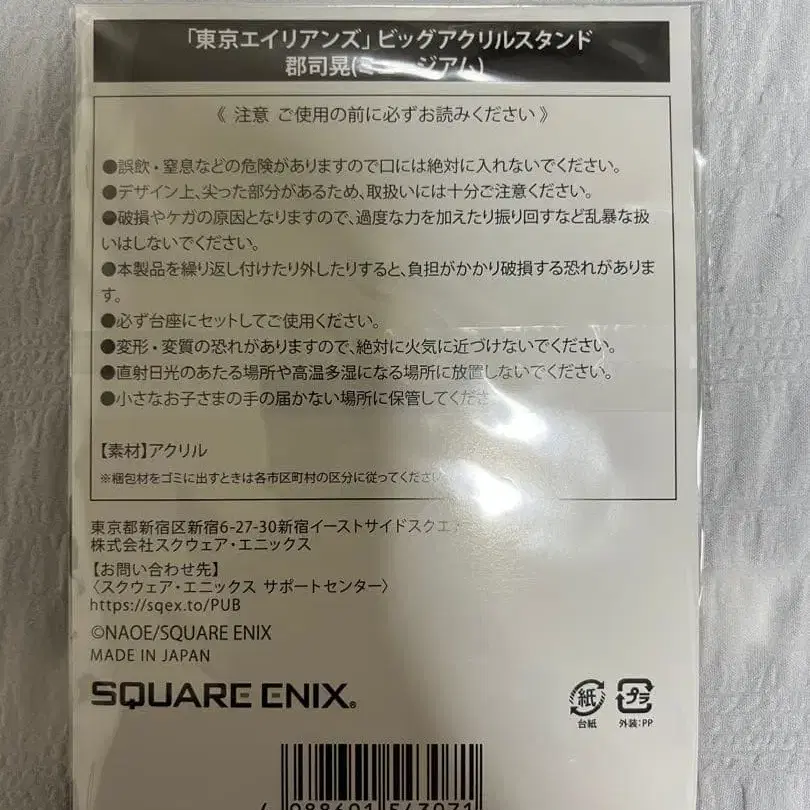 「東京エイリアンズ」ビッグアクリルスタンド
郡司晃(ミュージアム)
《 注意 ご使用の前に必ずお読みください 》
●誤飲・窒息などの危険がありますので口には絶対に入れないでください。
●デザイン上、尖った部分があるため、取扱いには十分ご注意ください。
●破損やケガの原因となりますので、過度な力を加えたり振り回すなど乱暴な扱
いはしないでください。
●本製品を繰り返し付けたり外したりすると、負担がかかり破損する恐れがありま
す。
●必ず台座にセットしてご使用ください。
●変形・変質の恐れがありますので、絶対に火気に近づけないでください。
●直射日光のあたる場所や高温多湿になる場所に放置しないでください。
●小さなお子さまの手の届かない場所に保管してくださ
【素材】アクリル
※梱包材をゴミに出すときは各市区町村の区分に従ってくださ
東京都新宿区新宿6-27-30新宿イーストサイドスクエ
株式会社スクウェア・エニックス
【お問い合わせ先】
〈スクウェア・エニックス サポートセンター〉
https://sqex.to/PUB
©NAOE/SQUARE ENIX
MADE IN JAPAN
SQUARE ENIX®
紙
台紙
プラ
外装:PP
4 088601 543071